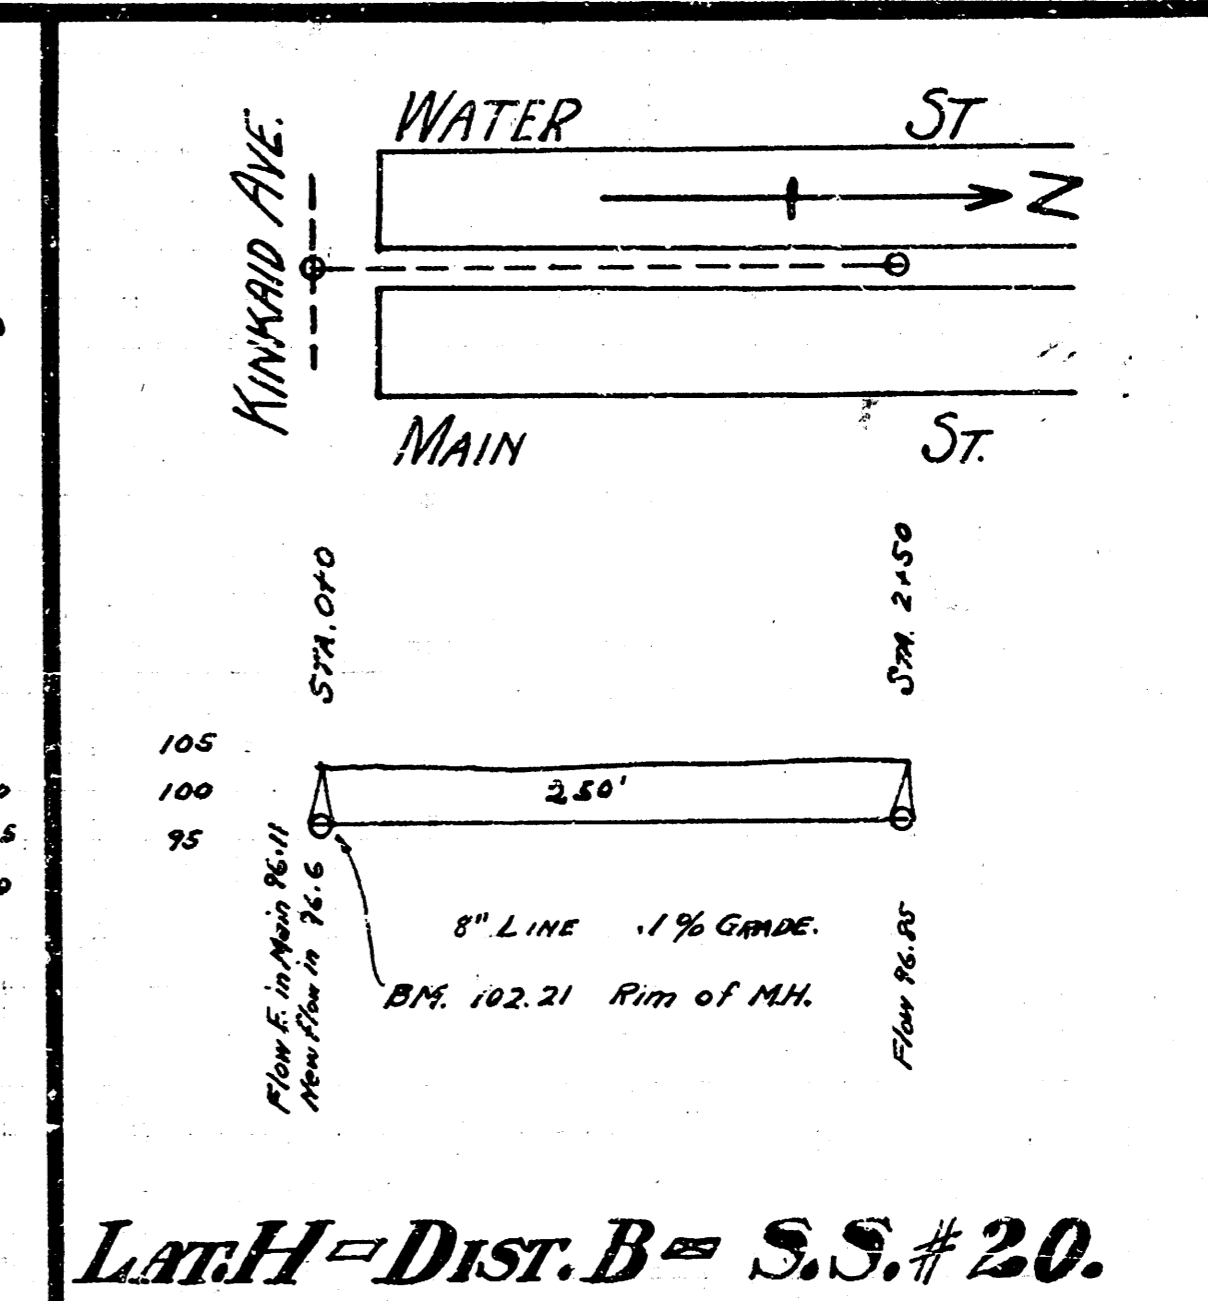 WATER ST
KINKAID AVE.
N
MAIN ST.
STA. 0+0
STA. 2+50
105
100
95
250'
Flow E. in Main 96.11
New Flow in 96.6
8" LINE .1% GRADE.
BM. 102.21 Rim of M.H.
Flow 96.85
LAT.H = DIST. B = S.S.# 20.